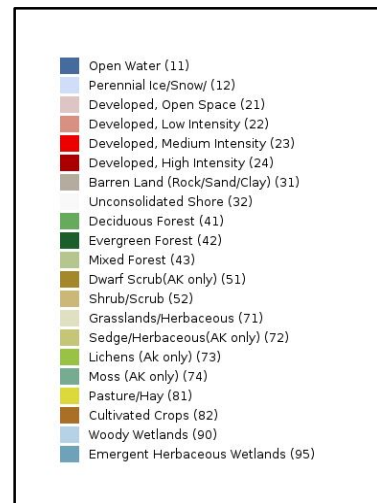 Open Water (11)
Perennial Ice/Snow/ (12)
Developed, Open Space (21)
Developed, Low Intensity (22)
Developed, Medium Intensity (23)
Developed, High Intensity (24)
Barren Land (Rock/Sand/Clay) (31)
Unconsolidated Shore (32)
Deciduous Forest (41)
Evergreen Forest (42)
Mixed Forest (43)
Dwarf Scrub(AK only) (51)
Shrub/Scrub (52)
Grasslands/Herbaceous (71)
Sedge/Herbaceous(AK only) (72)
Lichens (Ak only) (73)
Moss (AK only) (74)
Pasture/Hay (81)
Cultivated Crops (82)
Woody Wetlands (90)
Emergent Herbaceous Wetlands (95)